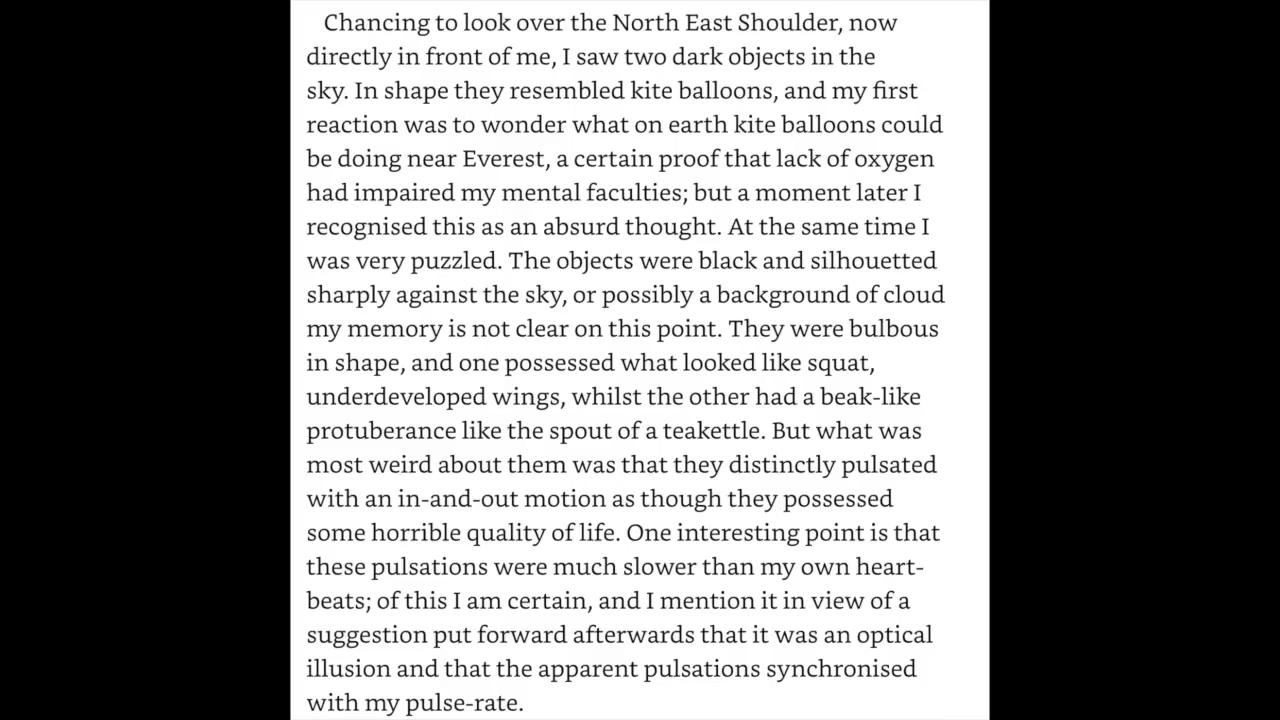 Chancing to look over the North East Shoulder, now
directly in front of me, I saw two dark objects in the
sky. In shape they resembled kite balloons, and my first
reaction was to wonder what on earth kite balloons could
be doing near Everest, a certain proof that lack of oxygen
had impaired my mental faculties; but a moment later I
recognised this as an absurd thought. At the same time I
was very puzzled. The objects were black and silhouetted
sharply against the sky, or possibly a background of cloud
my memory is not clear on this point. They were bulbous
in shape, and one possessed what looked like squat,
underdeveloped wings, whilst the other had a beak-like
protuberance like the spout of a teakettle. But what was
most weird about them was that they distinctly pulsated
with an in-and-out motion as though they possessed
some horrible quality of life. One interesting point is that
these pulsations were much slower than my own heart-
beats; of this I am certain, and I mention it in view of a
suggestion put forward afterwards that it was an optical
illusion and that the apparent pulsations synchronised
with my pulse-rate.